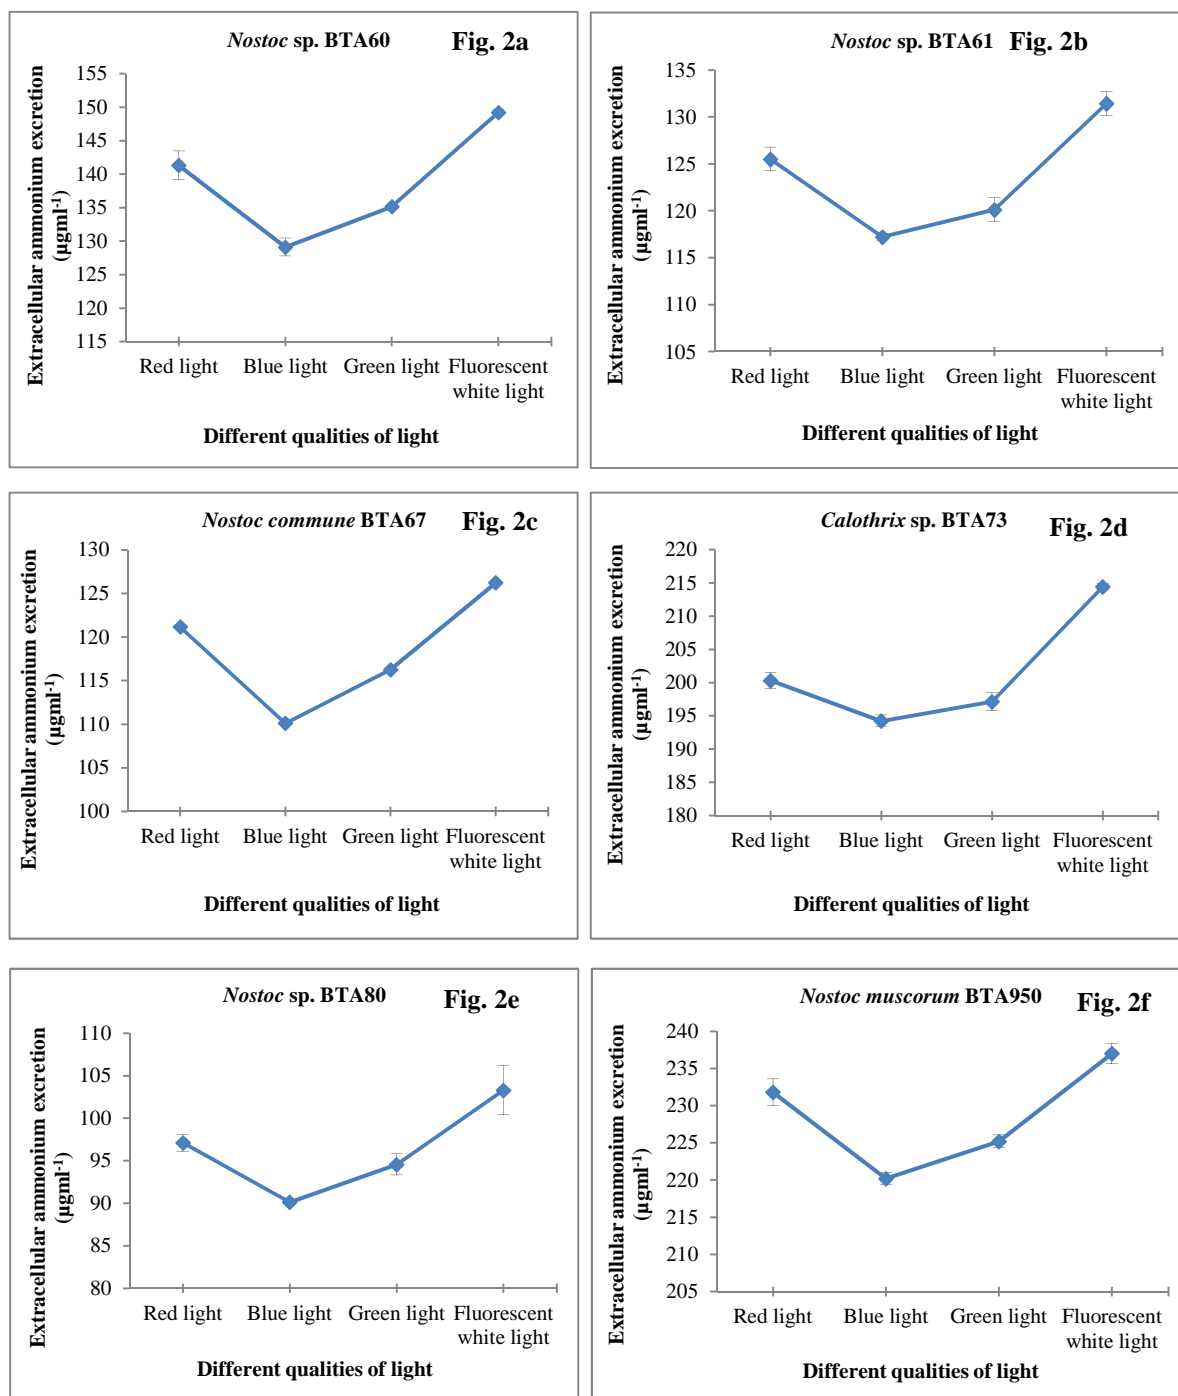 Nostoc sp. BTA60
Fig. 2a
Extracellular ammonium excretion
(µgml-1)
155
150
145
140
135
130
125
120
115
Red light
Blue light
Green light
Fluorescent
white light
Different qualities of light
Nostoc sp. BTA61
Fig. 2b
Extracellular ammonium excretion
(µgml-1)
135
130
125
120
115
110
105
Red light
Blue light
Green light
Fluorescent
white light
Different qualities of light
Nostoc commune BTA67
Fig. 2c
Extracellular ammonium excretion
(µgml-1)
130
125
120
115
110
105
100
Red light
Blue light
Green light
Fluorescent
white light
Different qualities of light
Calothrix sp. BTA73
Fig. 2d
Extracellular ammonium excretion
(µgml-1)
220
215
210
205
200
195
190
185
180
Red light
Blue light
Green light
Fluorescent
white light
Different qualities of light
Nostoc sp. BTA80
Fig. 2e
Extracellular ammonium excretion
(µgml-1)
110
105
100
95
90
85
80
Red light
Blue light
Green light
Fluorescent
white light
Different qualities of light
Nostoc muscorum BTA950
Fig. 2f
Extracellular ammonium excretion
(µgml-1)
240
235
230
225
220
215
210
205
Red light
Blue light
Green light
Fluorescent
white light
Different qualities of light